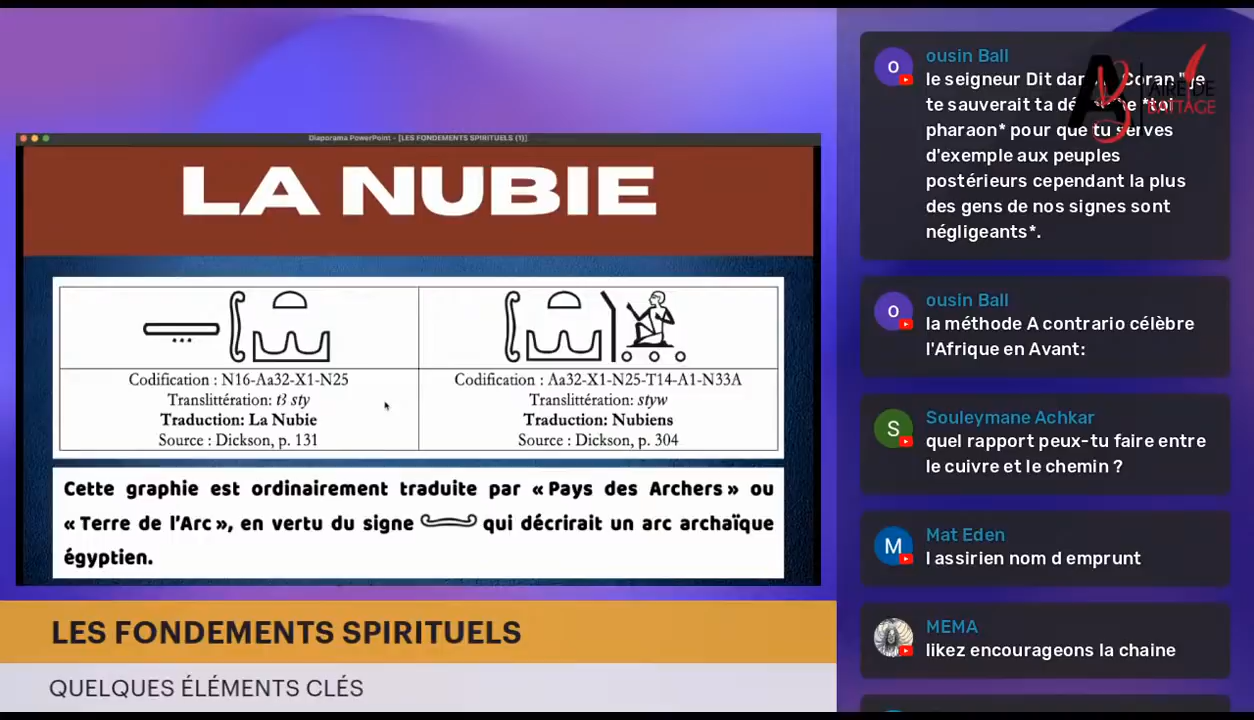 Diaporama PowerPoint - [LES FONDEMENTS SPIRITUELS (1)]
LA NUBIE
Codification : N16-Aa32-X1-N25
Translittération: t3 sty
Traduction: La Nubie
Source : Dickson, p. 131
Codification : Aa32-X1-N25-T14-A1-N33A
Translittération: styw
Traduction: Nubiens
Source : Dickson, p. 304
Cette graphie est ordinairement traduite par « Pays des Archers » ou
« Terre de l'Arc », en vertu du signe qui décrirait un arc archaïque
égyptien.
LES FONDEMENTS SPIRITUELS
QUELQUES ÉLÉMENTS CLÉS
AIRE DE
BATTAGE
ousin Ball
le seigneur Dit Coran "je
te sauverait ta
pharaon* pour que tu serves
d'exemple aux peuples
postérieurs cependant la plus
des gens de nos signes sont
négligeants*.
ousin Ball
la méthode A contrario célèbre
l'Afrique en Avant:
Souleymane Achkar
quel rapport peux-tu faire entre
le cuivre et le chemin ?
Mat Eden
l assirien nom d emprunt
MEMA
likez encourageons la chaine